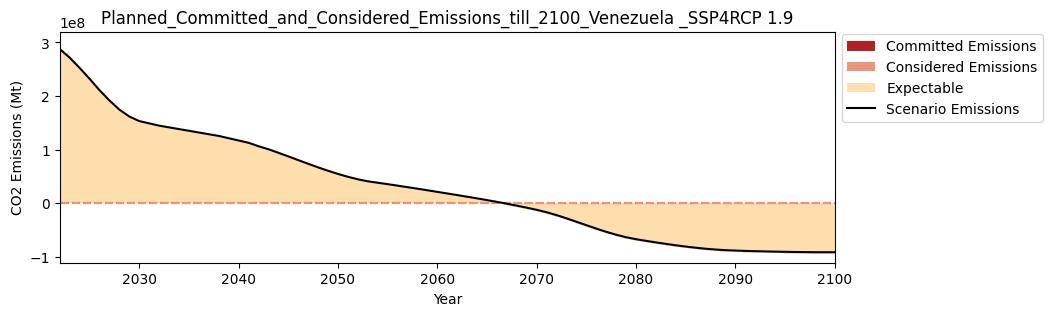 Planned_Committed_and_Considered_Emissions_till_2100_Venezuela _SSP4RCP 1.9
1e8
3
2
1
0
−1
CO2 Emissions (Mt)
2030 2040 2050 2060 2070 2080 2090 2100
Year
Committed Emissions
Considered Emissions
Expectable
Scenario Emissions